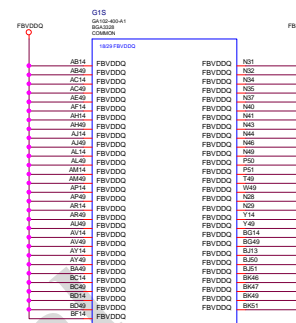 G1S
GA102-400-A1
BGA3328
COMMON
FBVDDQ
FB
18/29 FBVDDQ
AB14 FBVDDQ FBVDDQ N31
AB49 FBVDDQ FBVDDQ N32
AC14 FBVDDQ FBVDDQ N34
AC49 FBVDDQ FBVDDQ N35
AE49 FBVDDQ FBVDDQ N37
AF14 FBVDDQ FBVDDQ N40
AH14 FBVDDQ FBVDDQ N41
AH49 FBVDDQ FBVDDQ N43
AJ14 FBVDDQ FBVDDQ N44
AJ49 FBVDDQ FBVDDQ N46
AL14 FBVDDQ FBVDDQ N49
AL49 FBVDDQ FBVDDQ P50
AM14 FBVDDQ FBVDDQ P51
AM49 FBVDDQ FBVDDQ T49
AP14 FBVDDQ FBVDDQ W49
AP49 FBVDDQ FBVDDQ N28
AR14 FBVDDQ FBVDDQ N29
AR49 FBVDDQ FBVDDQ Y14
AU49 FBVDDQ FBVDDQ Y49
AV14 FBVDDQ FBVDDQ BG14
AV49 FBVDDQ FBVDDQ BG49
AY14 FBVDDQ FBVDDQ BJ13
AY49 FBVDDQ FBVDDQ BJ50
BA49 FBVDDQ FBVDDQ BJ51
BC14 FBVDDQ FBVDDQ BK46
BC49 FBVDDQ FBVDDQ BK47
BD14 FBVDDQ FBVDDQ BK49
BD49 FBVDDQ FBVDDQ BK51
BF14 FBVDDQ